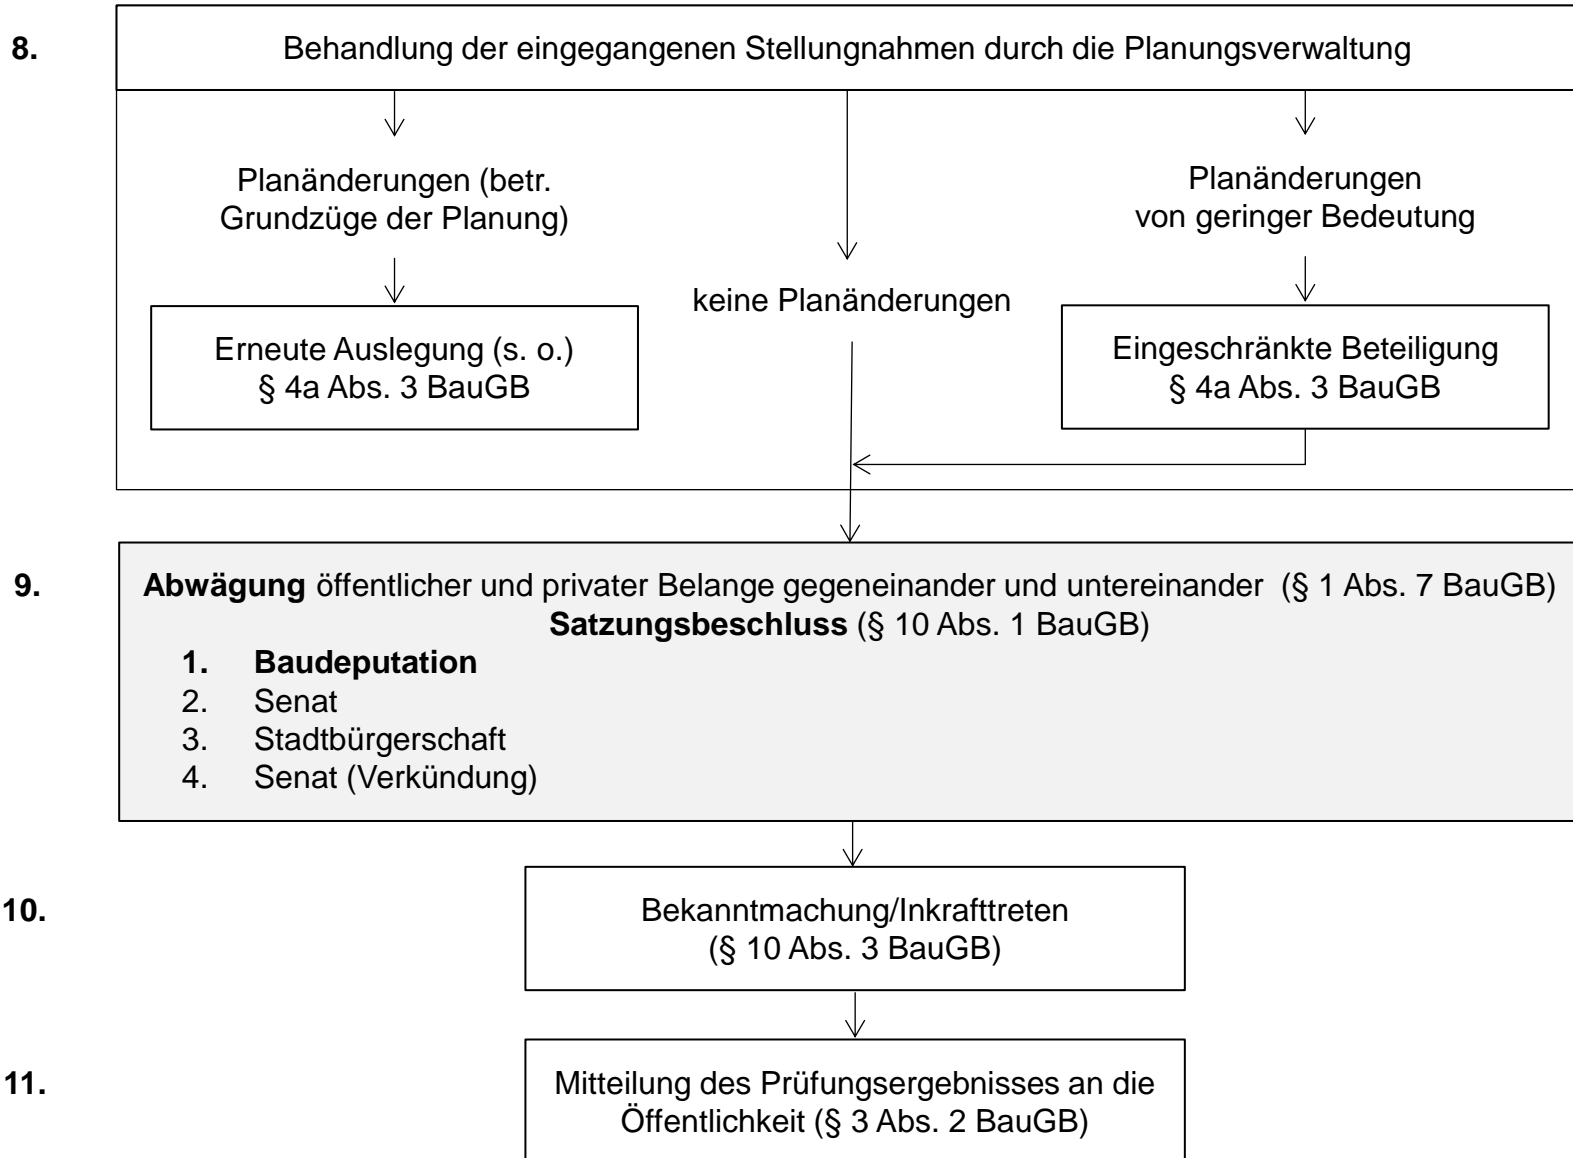 8.
Behandlung der eingegangenen Stellungnahmen durch die Planungsverwaltung
Planänderungen (betr.
Grundzüge der Planung)
Erneute Auslegung (s. o.)
§ 4a Abs. 3 BauGB
keine Planänderungen
Planänderungen
von geringer Bedeutung
Eingeschränkte Beteiligung
§ 4a Abs. 3 BauGB
9.
Abwägung öffentlicher und privater Belange gegeneinander und untereinander (§ 1 Abs. 7 BauGB)
Satzungsbeschluss (§ 10 Abs. 1 BauGB)
1. Baudeputation
2. Senat
3. Stadtbürgerschaft
4. Senat (Verkündung)
10.
Bekanntmachung/Inkrafttreten
(§ 10 Abs. 3 BauGB)
11.
Mitteilung des Prüfungsergebnisses an die
Öffentlichkeit (§ 3 Abs. 2 BauGB)